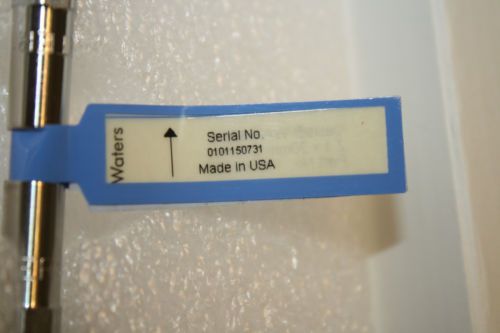 Waters
Serial No.
0101150731
Made in USA